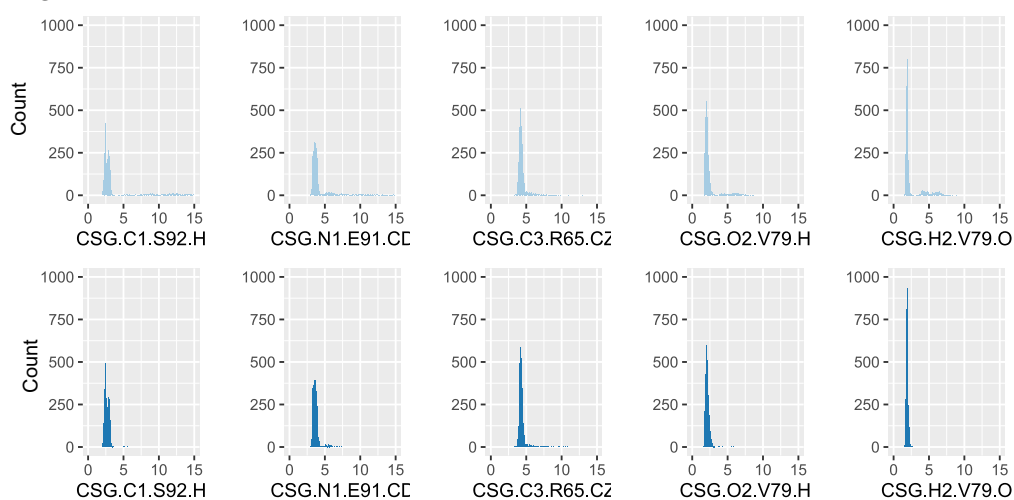 1000 1000 1000 1000 1000
750 750 750 750 750
Count
500 500 500 500 500
250 250 250 250 250
0 0 0 0 0
0 5 10 15 0 5 10 15 0 5 10 15 0 5 10 15 0 5 10 15
CSG.C1.S92.H CSG.N1.E91.CD CSG.C3.R65.CZ CSG.O2.V79.H CSG.H2.V79.O
1000 1000 1000 1000 1000
750 750 750 750 750
Count
500 500 500 500 500
250 250 250 250 250
0 0 0 0 0
0 5 10 15 0 5 10 15 0 5 10 15 0 5 10 15 0 5 10 15
CSG.C1.S92.H CSG.N1.E91.CD CSG.C3.R65.CZ CSG.O2.V79.H CSG.H2.V79.O